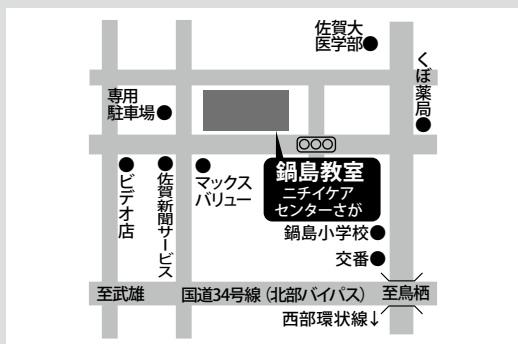 佐賀大
医学部
くぼ薬局
専用
駐車場
ビデオ店
佐賀新聞サービス
マックス
バリュー
鍋島教室
ニチイケア
センターさが
鍋島小学校
交番
至武雄
国道34号線（北部バイパス）
至鳥栖
西部環状線↓